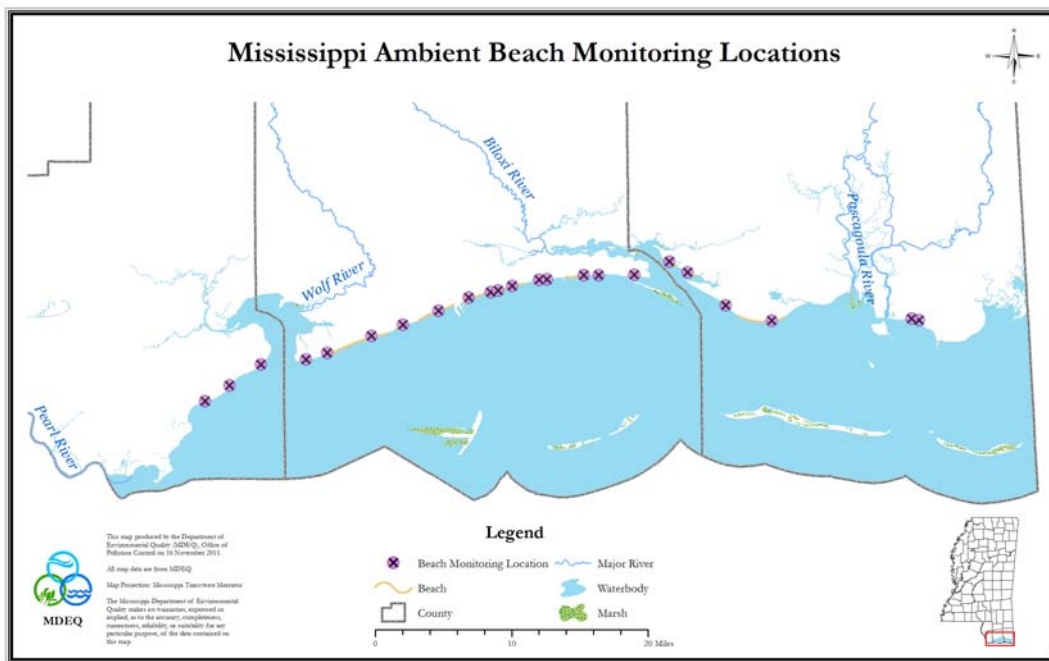 Mississippi Ambient Beach Monitoring Locations
N
W
E
S
Biloxi River
Pascagoula River
Wolf River
Pearl River
Legend
Beach Monitoring Location
Major River
Beach
Waterbody
County
Marsh
0
10
20 Miles
MDEQ
This map produced by the Department of
Environmental Quality (MDEQ), Office of
Pollution Control on 16 November 2011.
All map data are from MDEQ.
Map Projection: Mississippi Transverse Mercator
The Mississippi Department of Environmental
Quality makes no warranties, expressed or
implied, as to the accuracy, completeness,
correctness, reliability, or suitability for any
particular purpose, of the data contained on
this map.